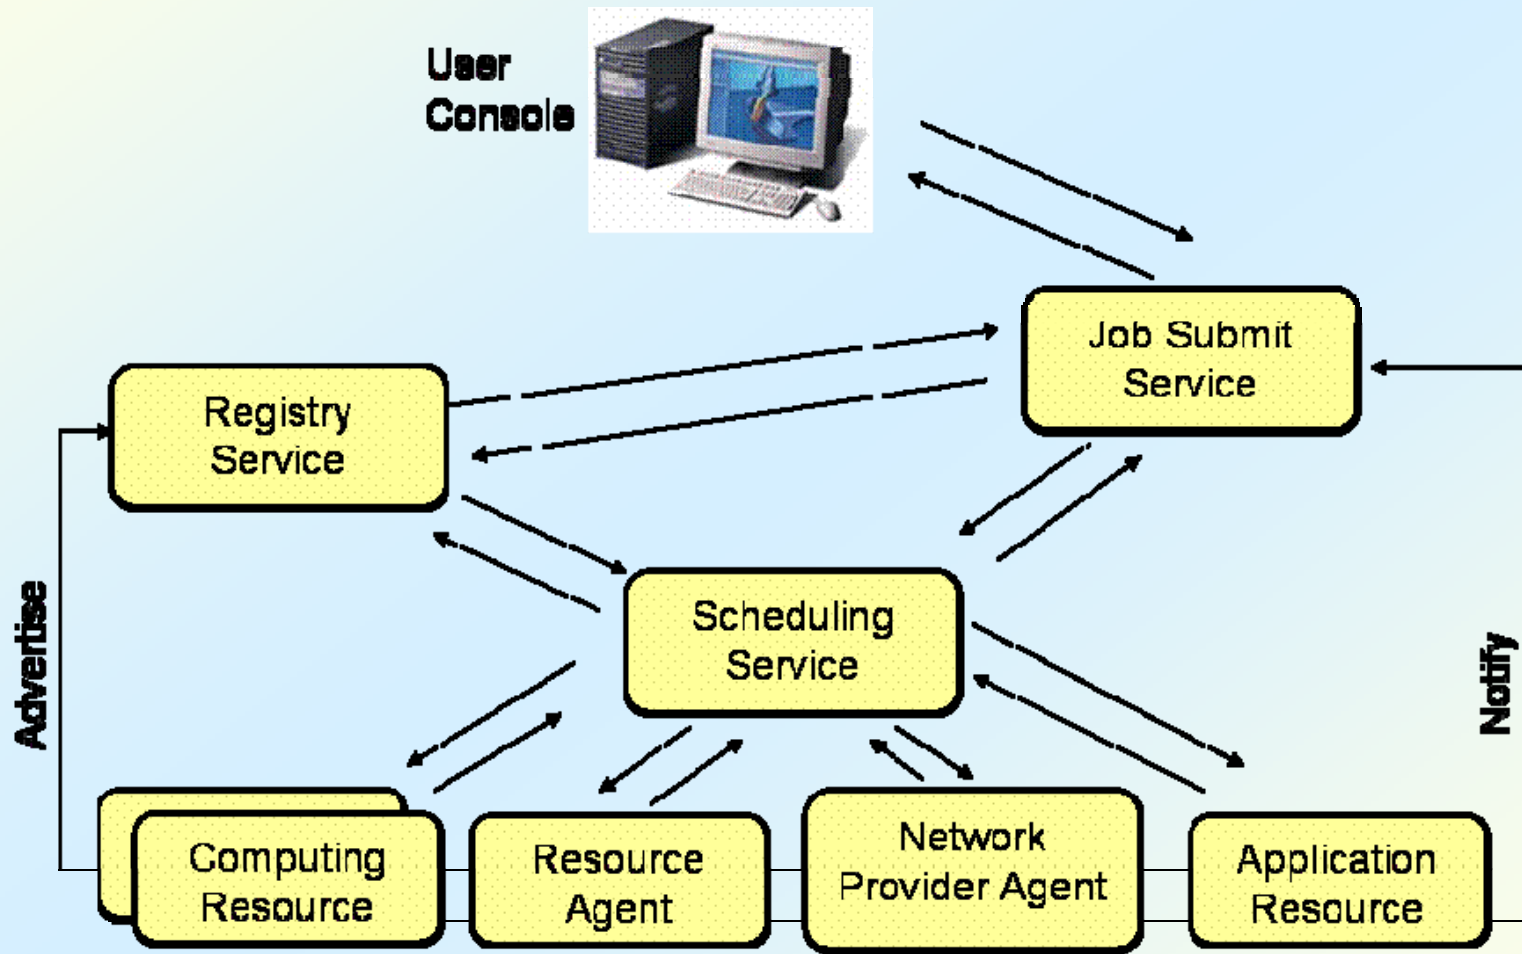 User
Console
Job Submit
Service
Registry
Service
Scheduling
Service
Advertise
Notify
Computing
Resource
Resource
Agent
Network
Provider Agent
Application
Resource